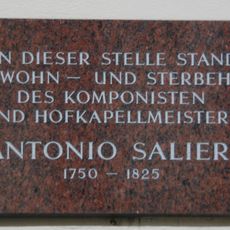 N DIESER STELLE STAND
WOHN – UND STERBEH
DES KOMPONISTEN
ND HOFKAPELLMEISTER
ANTONIO SALIER
1750 – 1825